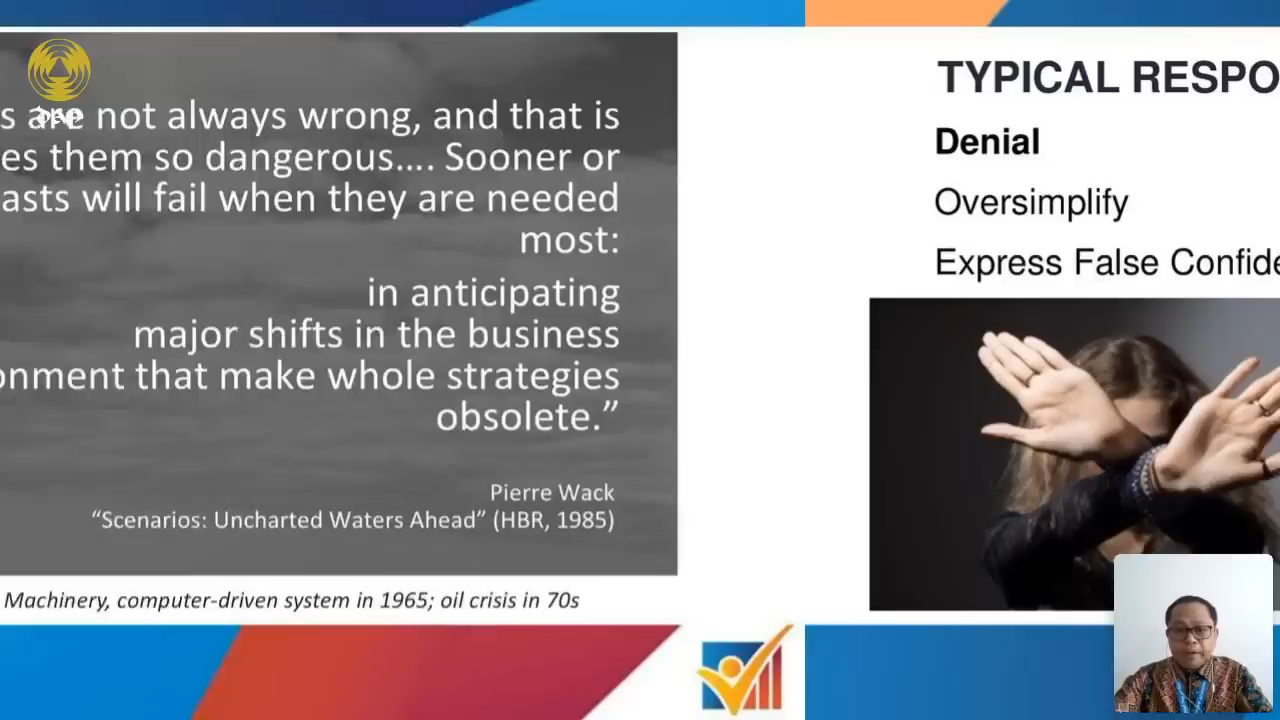 s are not always wrong, and that is
es them so dangerous…. Sooner or
asts will fail when they are needed
most:
in anticipating
major shifts in the business
onment that make whole strategies
obsolete.”
Pierre Wack
“Scenarios: Uncharted Waters Ahead” (HBR, 1985)
Machinery, computer-driven system in 1965; oil crisis in 70s
TYPICAL RESPO
Denial
Oversimplify
Express False Confide